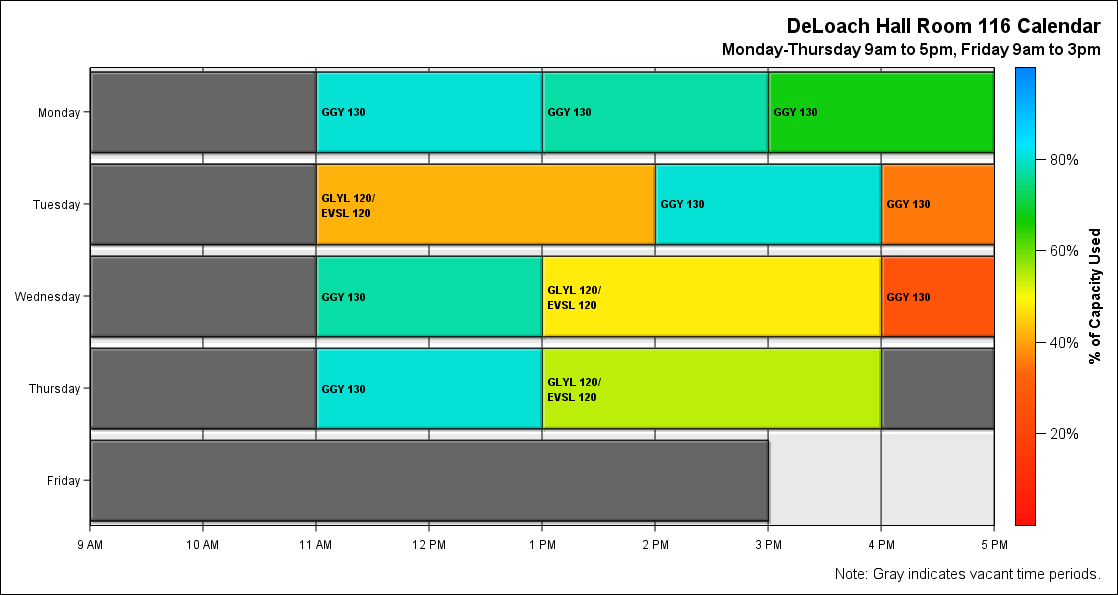 DeLoach Hall Room 116 Calendar
Monday-Thursday 9am to 5pm, Friday 9am to 3pm
Monday
GGY 130
GGY 130
GGY 130
Tuesday
GLYL 120/
EVSL 120
GGY 130
GGY 130
Wednesday
GGY 130
GLYL 120/
EVSL 120
GGY 130
Thursday
GGY 130
GLYL 120/
EVSL 120
Friday
9 AM
10 AM
11 AM
12 PM
1 PM
2 PM
3 PM
4 PM
5 PM
80%
60%
40%
20%
% of Capacity Used
Note: Gray indicates vacant time periods.